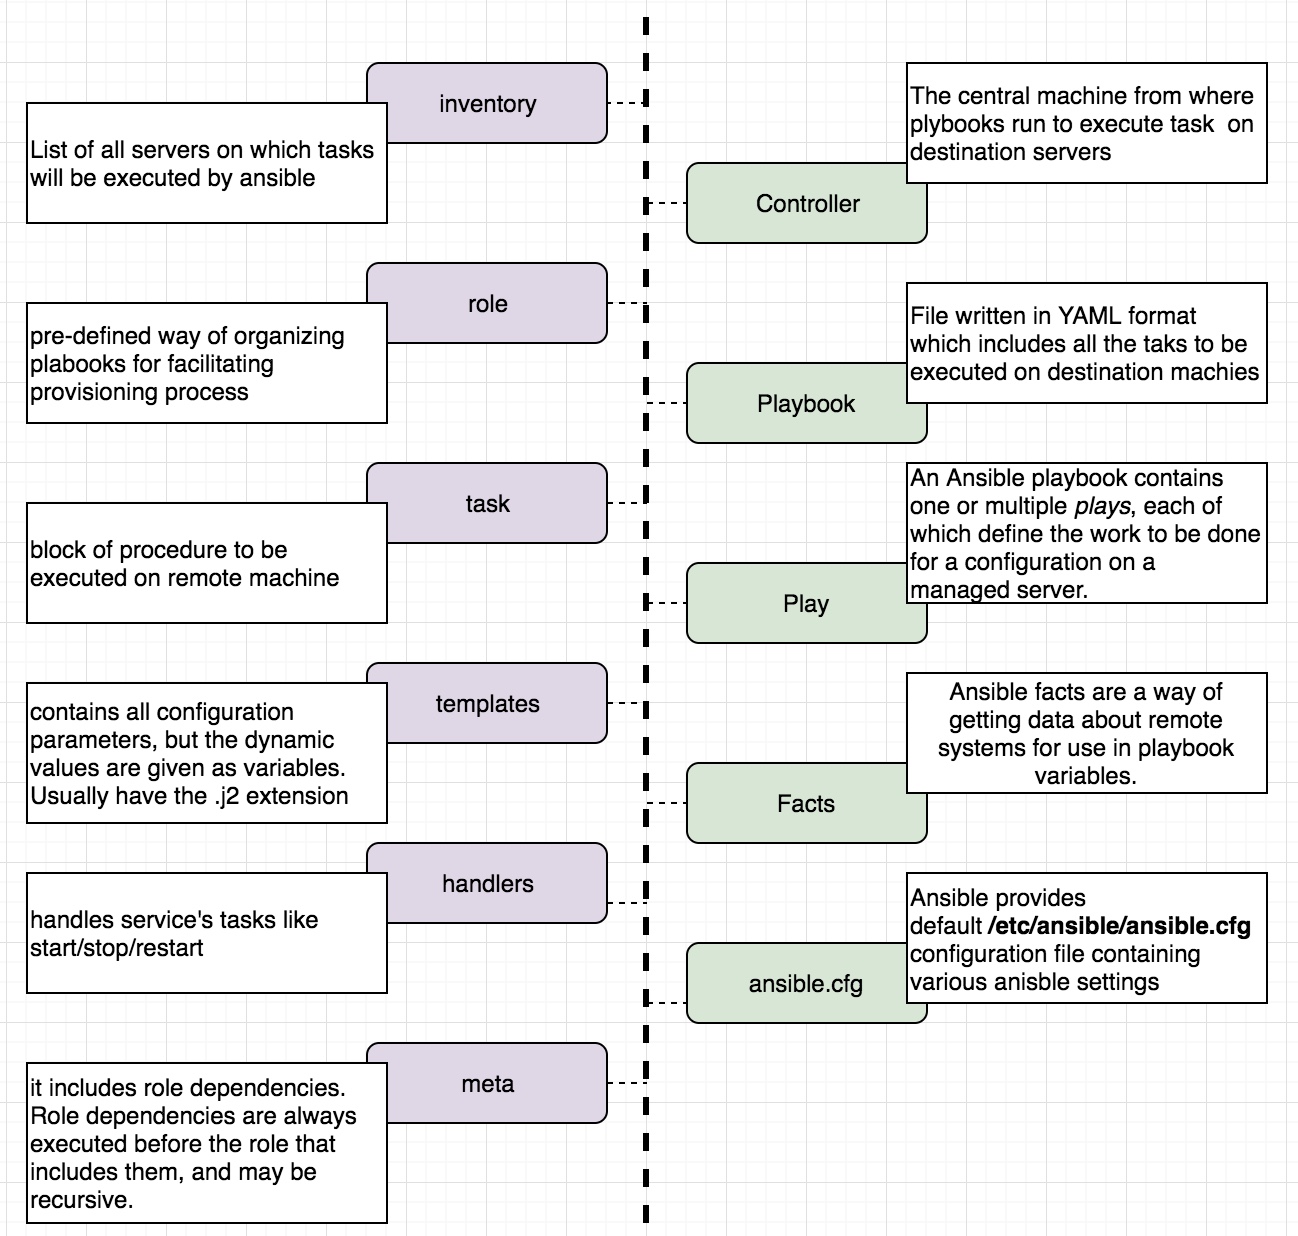 inventory
List of all servers on which tasks
will be executed by ansible
The central machine from where
plybooks run to execute task  on
destination servers
Controller
role
pre-defined way of organizing
plabooks for facilitating
provisioning process
File written in YAML format
which includes all the taks to be
executed on destination machies
Playbook
task
block of procedure to be
executed on remote machine
An Ansible playbook contains
one or multiple plays, each of
which define the work to be done
for a configuration on a
managed server.
Play
templates
contains all configuration
parameters, but the dynamic
values are given as variables.
Usually have the .j2 extension
Ansible facts are a way of
getting data about remote
systems for use in playbook
variables.
Facts
handlers
handles service's tasks like
start/stop/restart
Ansible provides
default /etc/ansible/ansible.cfg
configuration file containing
various anisble settings
ansible.cfg
meta
it includes role dependencies.
Role dependencies are always
executed before the role that
includes them, and may be
recursive.